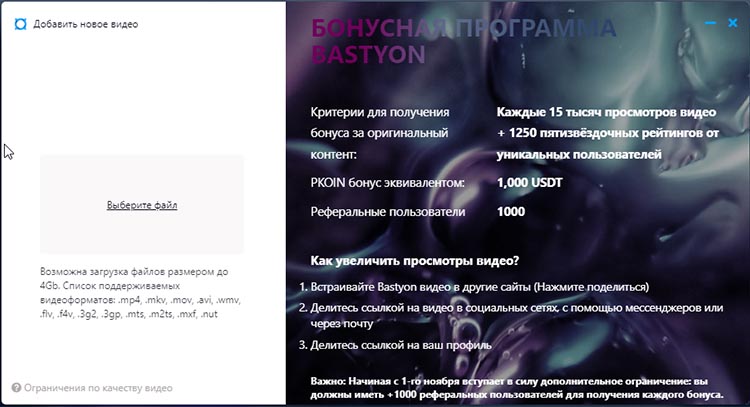 Добавить новое видео
Выберите файл
Возможна загрузка файлов размером до
4Gb. Список поддерживаемых
видеоформатов: .mp4, .mkv, .mov, .avi, .wmv,
.flv, .f4v, .3g2, .3gp, .mts, .m2ts, .mxf, .nut
Ограничения по качеству видео
БОНУСНАЯ ПРОГРАММА
BASTYON
Критерии для получения
бонуса за оригинальный
контент:
Каждые 15 тысяч просмотров видео
+ 1250 пятизвёздочных рейтингов от
уникальных пользователей
PKOIN бонус эквивалентом:
1,000 USDT
Реферальные пользователи
1000
Как увеличить просмотры видео?
1. Встраивайте Bastyon видео в другие сайты (Нажмите поделиться)
2. Делитесь ссылкой на видео в социальных сетях, с помощью мессенджеров или
через почту
3. Делитесь ссылкой на ваш профиль
Важно: Начиная с 1-го ноября вступает в силу дополнительное ограничение: вы
должны иметь +1000 реферальных пользователей для получения каждого бонуса.